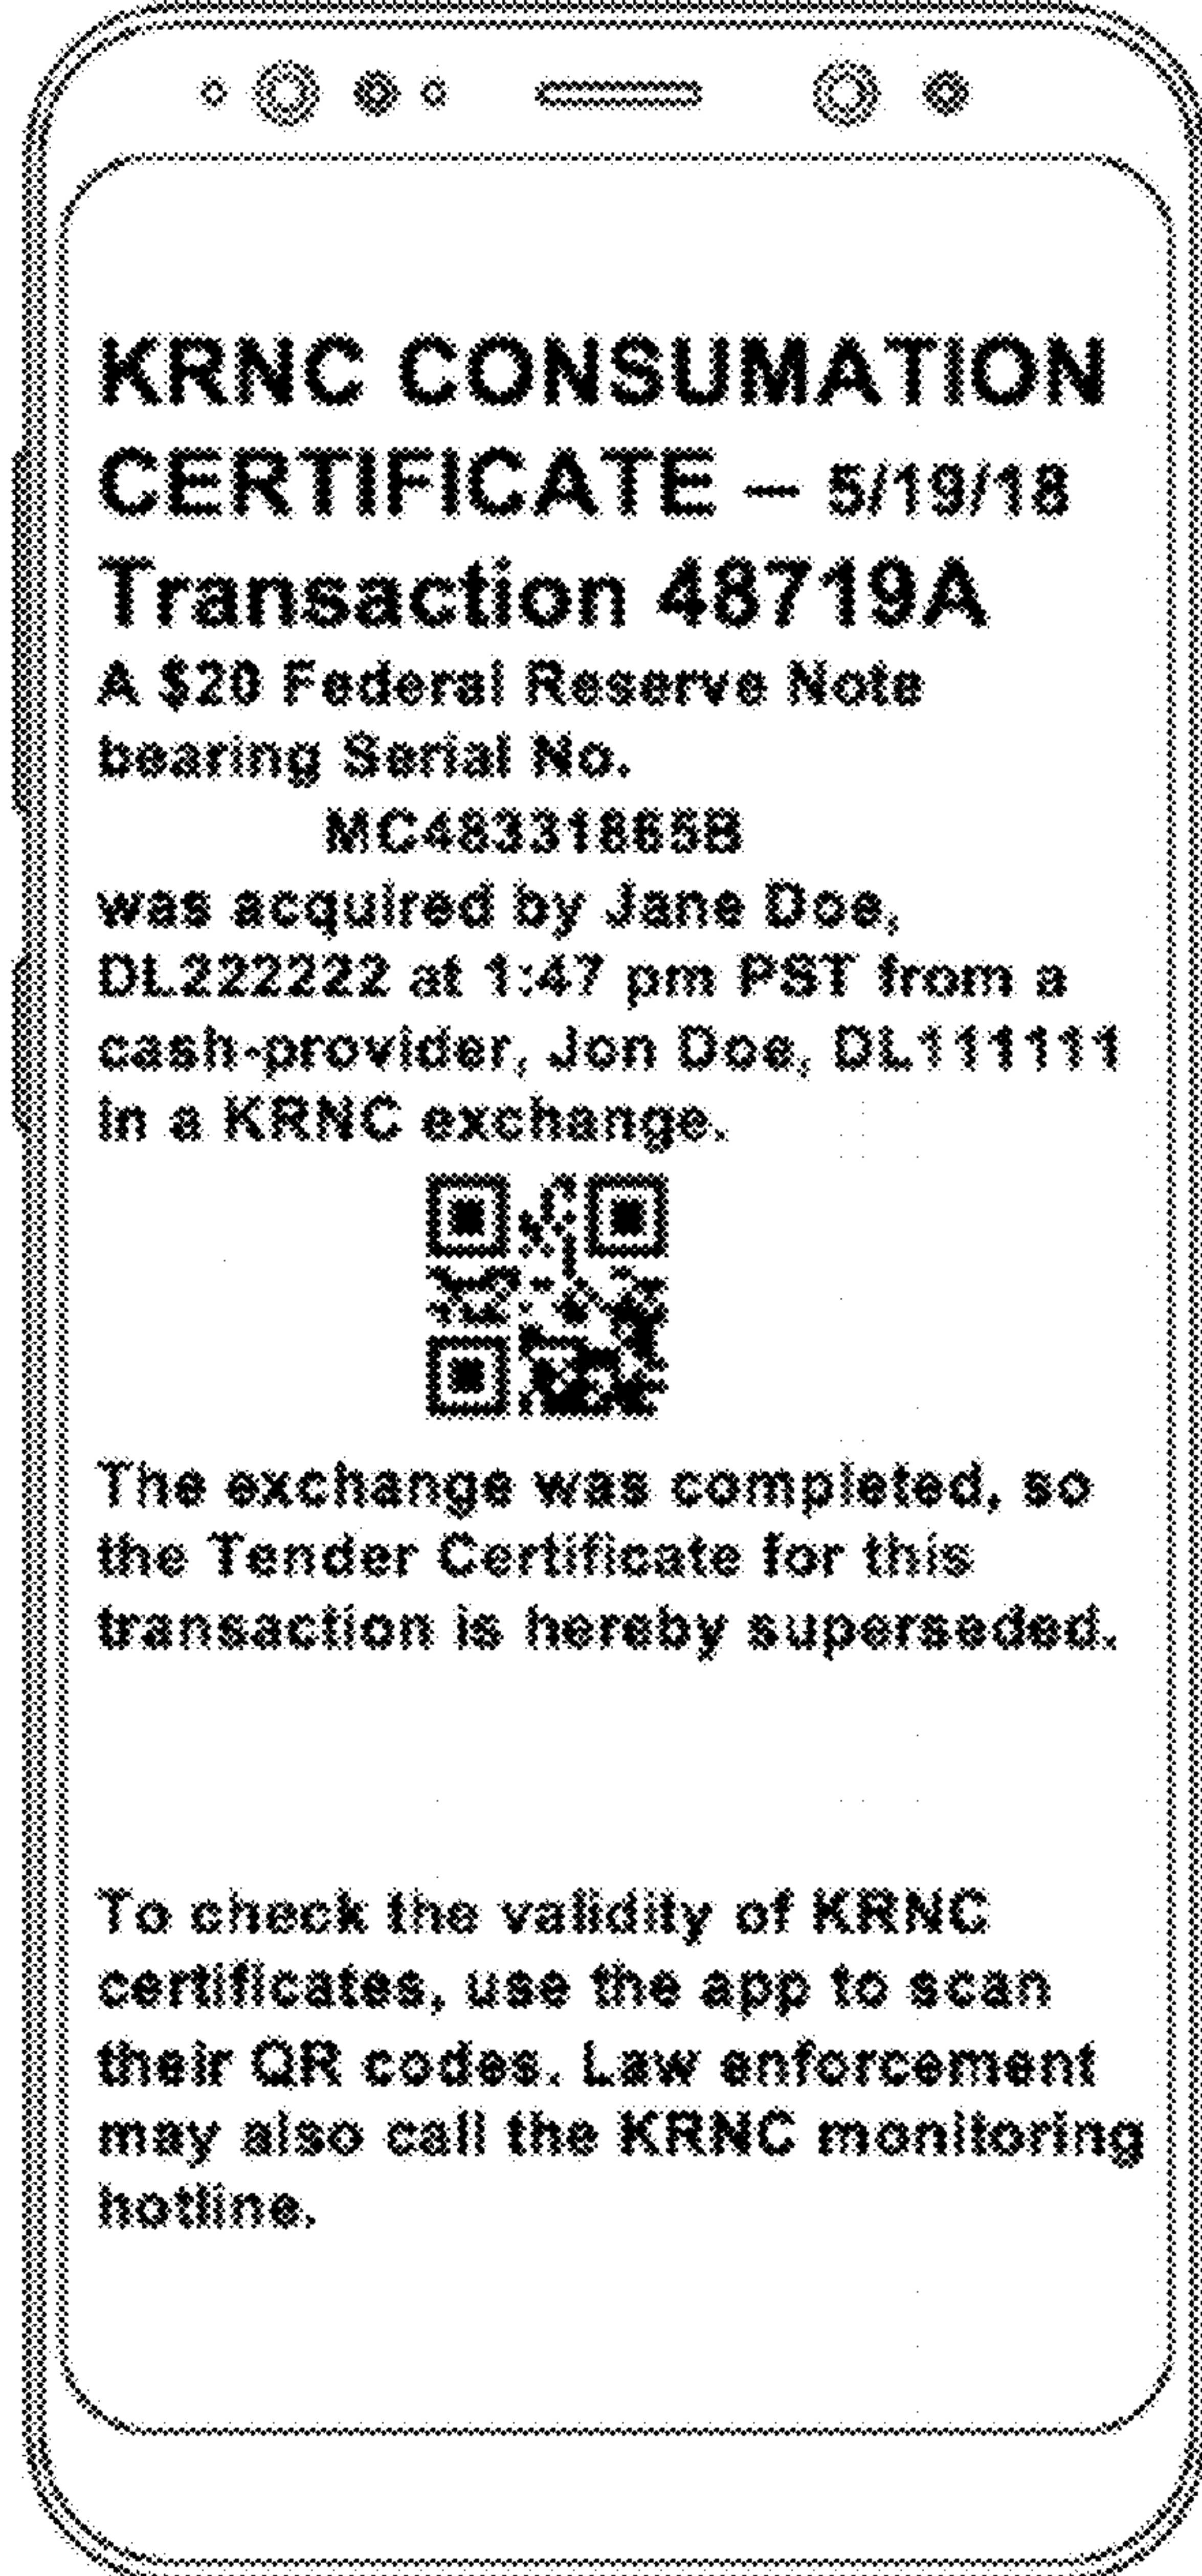 KRNC CONSUMATION
CERTIFICATE – 5/19/18
Transaction 48719A
A $20 Federal Reserve Note
bearing Serial No.
MC48331865B
was acquired by Jane Doe,
DL222222 at 1:47 pm PST from a
cash-provider, Jon Doe, DL111111
in a KRNC exchange.
The exchange was completed, so
the Tender Certificate for this
transaction is hereby superseded.
To check the validity of KRNC
certificates, use the app to scan
their QR codes. Law enforcement
may also call the KRNC monitoring
hotline.